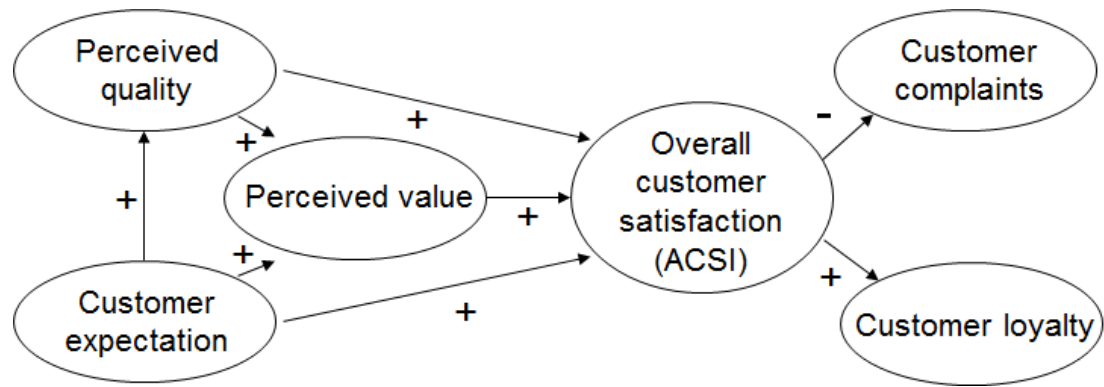 Perceived
quality
Customer
complaints
+
+
-
Overall
customer
satisfaction
(ACSI)
+
Perceived value
+
+
+
Customer
expectation
+
+
Customer loyalty